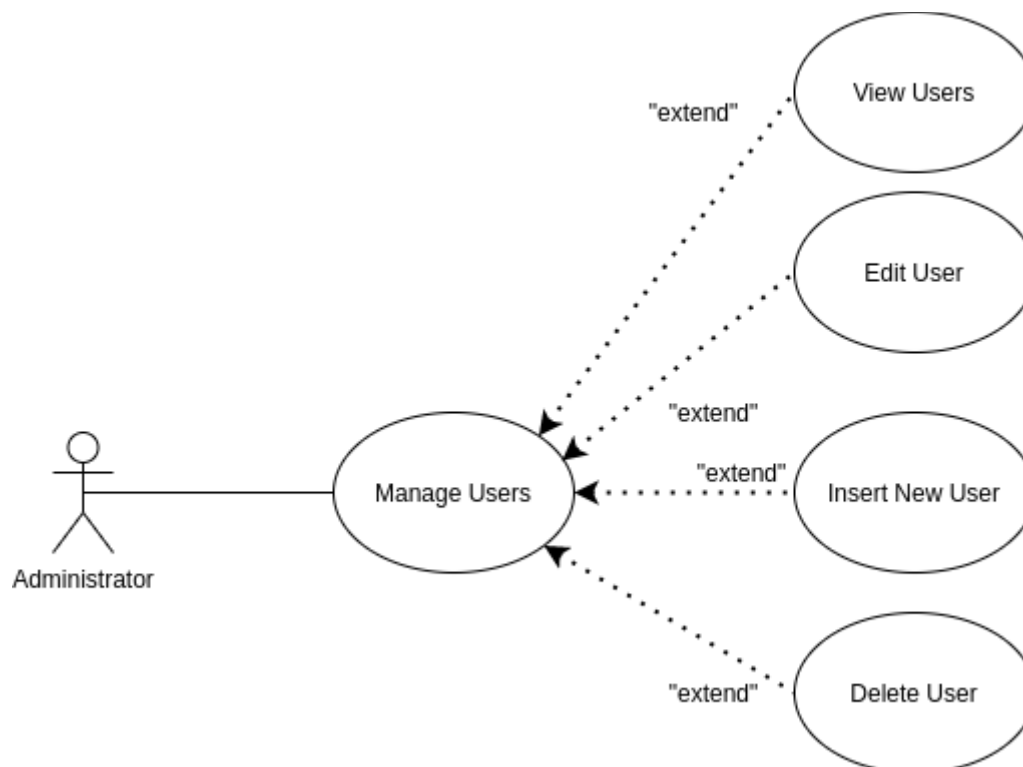 View Users
"extend"
Edit User
"extend"
"extend"
Manage Users
Insert New User
Administrator
"extend"
Delete User